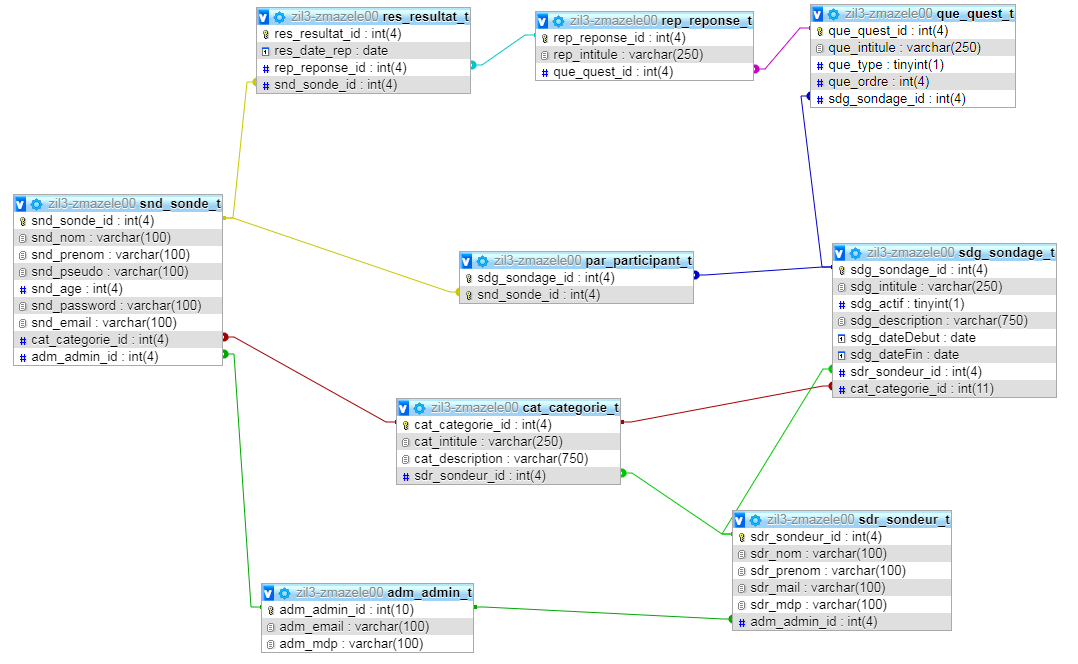 zil3-zmazele00 res_resultat_t
res_resultat_id : int(4)
res_date_rep : date
rep_reponse_id : int(4)
snd_sonde_id : int(4)
zil3-zmazele00 rep_reponse_t
rep_reponse_id : int(4)
rep_intitule : varchar(250)
que_quest_id : int(4)
zil3-zmazele00 que_quest_t
que_quest_id : int(4)
que_intitule : varchar(250)
que_type : tinyint(1)
que_ordre : int(4)
sdg_sondage_id : int(4)
zil3-zmazele00 snd_sonde_t
snd_sonde_id : int(4)
snd_nom : varchar(100)
snd_prenom : varchar(100)
snd_pseudo : varchar(100)
snd_age : int(4)
snd_password : varchar(100)
snd_email : varchar(100)
cat_categorie_id : int(4)
adm_admin_id : int(4)
zil3-zmazele00 par_participant_t
sdg_sondage_id : int(4)
snd_sonde_id : int(4)
zil3-zmazele00 sdg_sondage_t
sdg_sondage_id : int(4)
sdg_intitule : varchar(250)
sdg_actif : tinyint(1)
sdg_description : varchar(750)
sdg_dateDebut : date
sdg_dateFin : date
sdr_sondeur_id : int(4)
cat_categorie_id : int(11)
zil3-zmazele00 cat_categorie_t
cat_categorie_id : int(4)
cat_intitule : varchar(250)
cat_description : varchar(750)
sdr_sondeur_id : int(4)
zil3-zmazele00 sdr_sondeur_t
sdr_sondeur_id : int(4)
sdr_nom : varchar(100)
sdr_prenom : varchar(100)
sdr_mail : varchar(100)
sdr_mdp : varchar(100)
adm_admin_id : int(4)
zil3-zmazele00 adm_admin_t
adm_admin_id : int(10)
adm_email : varchar(100)
adm_mdp : varchar(100)